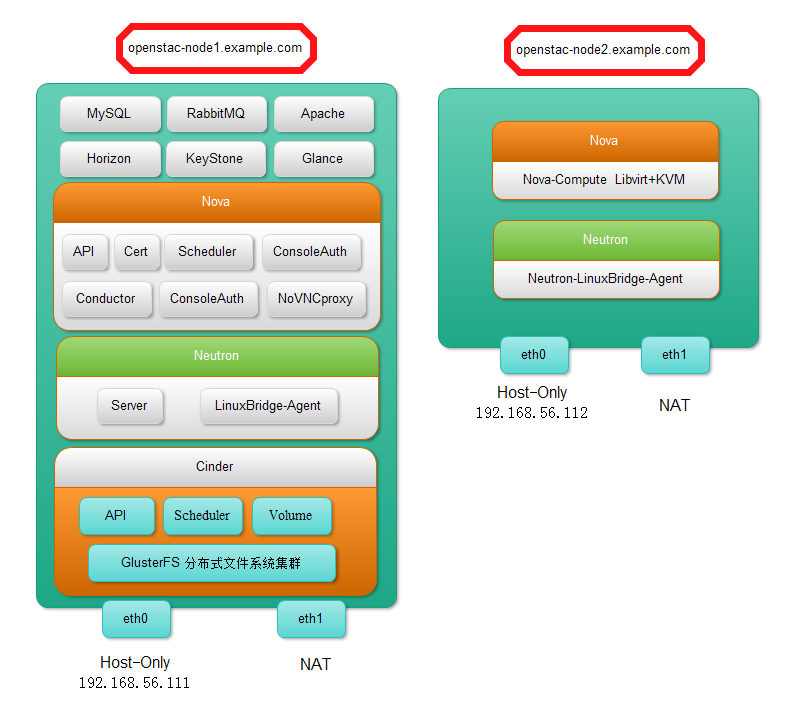 openstac-node1.example.com
MySQL RabbitMQ Apache
Horizon KeyStone Glance
Nova
API Cert Scheduler ConsoleAuth
Conductor ConsoleAuth NoVNCproxy
Neutron
Server LinuxBridge-Agent
Cinder
API Scheduler Volume
GlusterFS 分布式文件系统集群
eth0 eth1
Host-Only NAT
192.168.56.111
openstac-node2.example.com
Nova
Nova-Compute Libvirt+KVM
Neutron
Neutron-LinuxBridge-Agent
eth0 eth1
Host-Only NAT
192.168.56.112